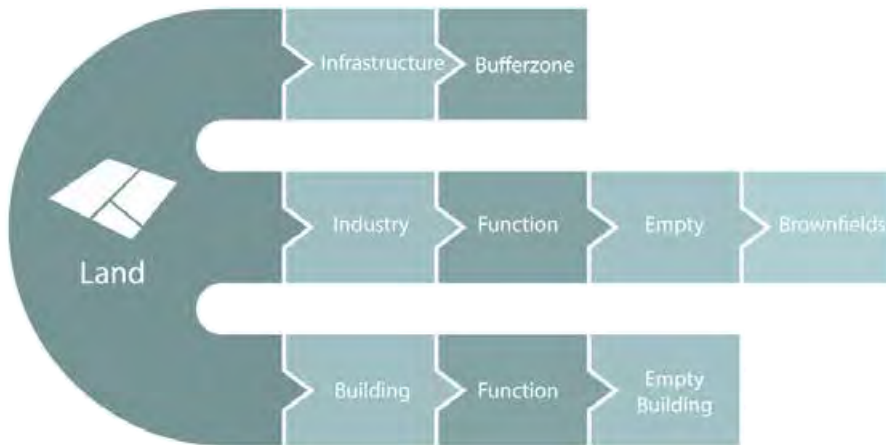 Infrastructure
Bufferzone
Land
Industry
Function
Empty
Brownfields
Building
Function
Empty
Building